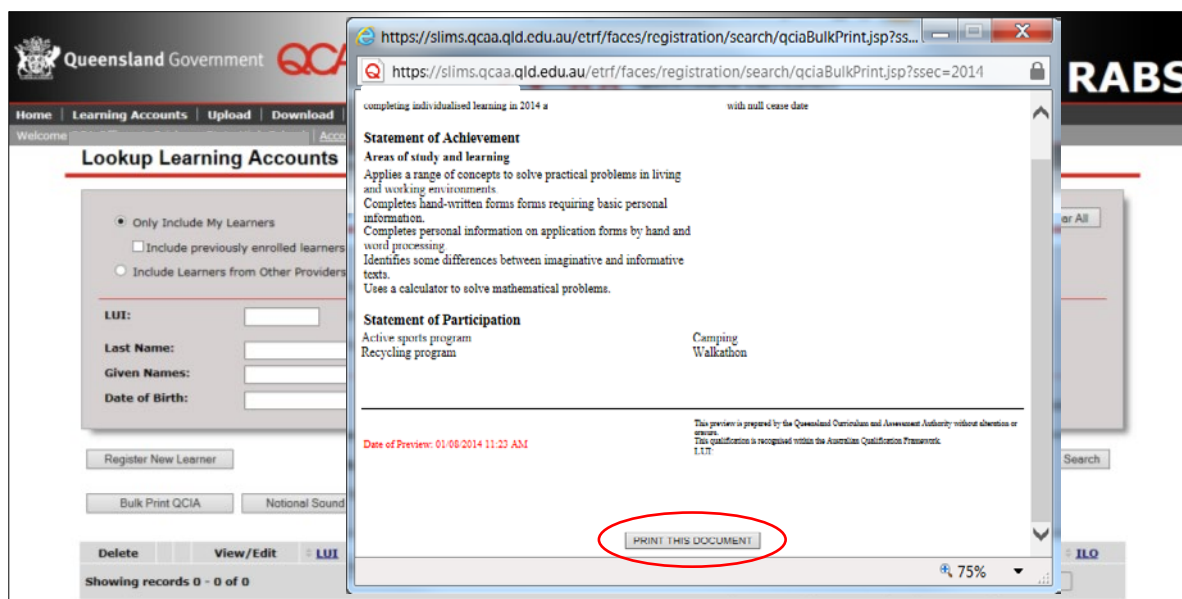 Queensland Government QCA
RABS
Home | Learning Accounts | Upload | Download |
Welcome
Acco
Lookup Learning Accounts
Only Include My Learners
Include previously enrolled learners
Include Learners from Other Providers
ar All
LUI:
Last Name:
Given Names:
Date of Birth:
Register New Learner
Search
Bulk Print QCIA
Notional Sound
Delete View/Edit LUI
ILO
Showing records 0 - 0 of 0
https://slims.qcaa.qld.edu.au/etrf/faces/registration/search/qciaBulkPrint.jsp?ss...
https://slims.qcaa.qld.edu.au/etrf/faces/registration/search/qciaBulkPrint.jsp?ssec=2014
completing individualised learning in 2014 a with null cease date
Statement of Achievement
Areas of study and learning
Applies a range of concepts to solve practical problems in living
and working environments.
Completes hand-written forms forms requiring basic personal
information.
Completes personal information on application forms by hand and
word processing.
Identifies some differences between imaginative and informative
texts.
Uses a calculator to solve mathematical problems.
Statement of Participation
Active sports program Camping
Recycling program Walkathon
Date of Preview: 01/08/2014 11:23 AM
This preview is prepared by the Queensland Curriculum and Assessment Authority without alteration or
erasure.
This qualification is recognised within the Australian Qualification Framework.
LUI:
PRINT THIS DOCUMENT
75%